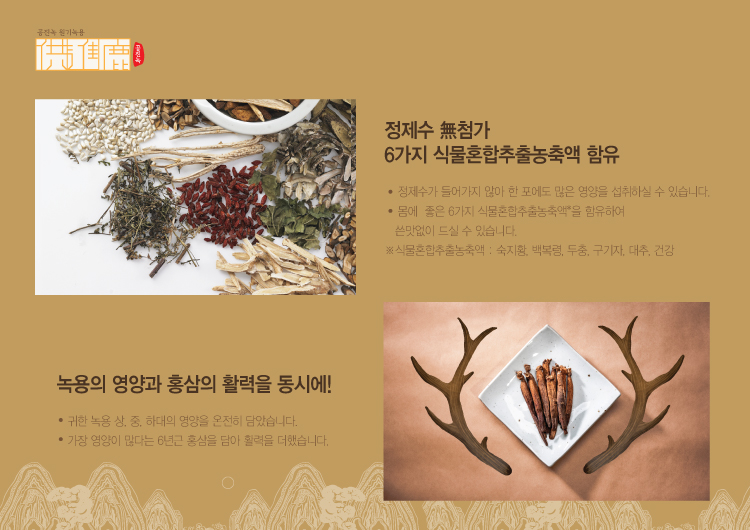 供進鹿
정제수 無첨가
6가지 식물혼합추출농축액 함유
• 정제수가 들어가지 않아 한 포에도 많은 영양을 섭취하실 수 있습니다.
• 몸에 좋은 6가지 식물혼합추출농축액*을 함유하여
쓴맛없이 드실 수 있습니다.
※식물혼합추출농축액 : 숙지황, 백복령, 두충, 구기자, 대추, 건강
녹용의 영양과 홍삼의 활력을 동시에!
• 귀한 녹용 상, 중, 하대의 영양을 온전히 담았습니다.
• 가장 영양이 많다는 6년근 홍삼을 담아 활력을 더했습니다.